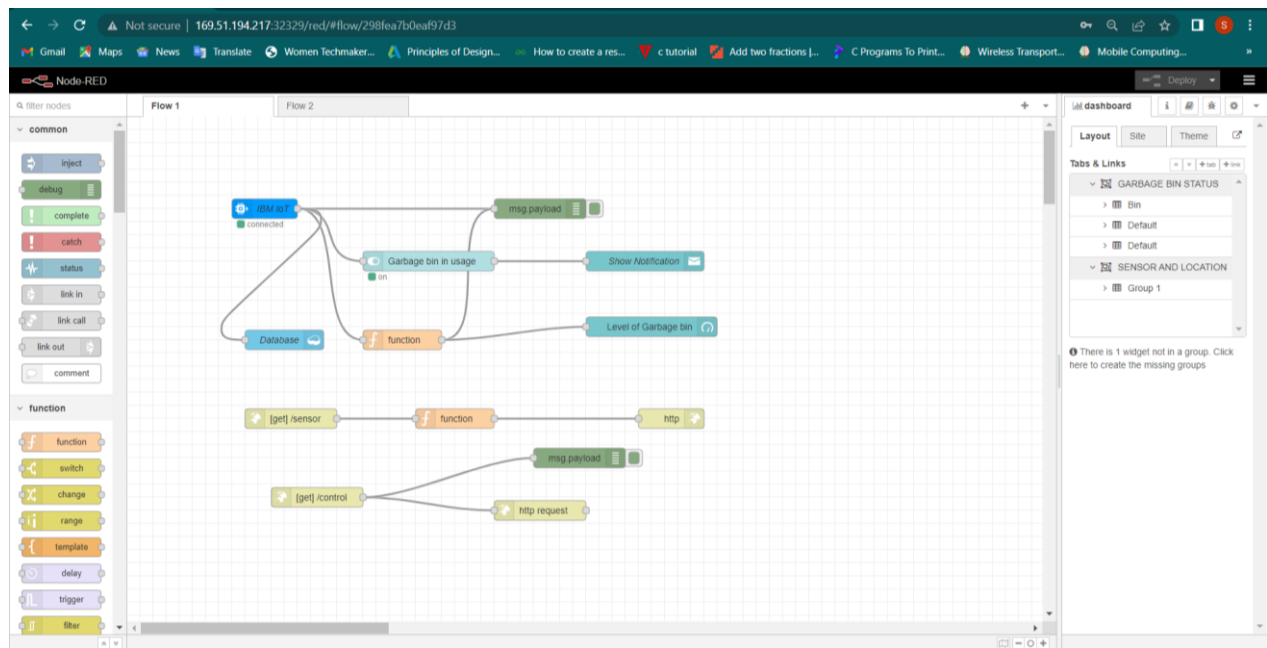 Not secure | 169.51.194.217:32329/red/#flow/298fea7b0eaf97d3
S
Gmail Maps News Translate Women Techmaker... Principles of Design... How to create a res... c tutorial Add two fractions |... C Programs To Print... Wireless Transport... Mobile Computing... »
Node-RED Deploy
filter nodes Flow 1 Flow 2 dashboard
common
Layout Site Theme
inject
Tabs & Links +tab +link
debug
GARBAGE BIN STATUS
complete
IBM IoT msg.payload
Bin
connected
Default
catch
Default
Garbage bin in usage Show Notification
status
SENSOR AND LOCATION
on
link in
Group 1
link call
Level of Garbage bin
Database function
link out
There is 1 widget not in a group. Click
here to create the missing groups
comment
function
[get] /sensor function http
function
msg.payload
switch
change
[get] /control
http request
range
template
delay
trigger
filter